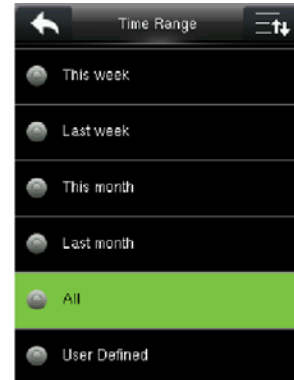 Time Range
This week
Last week
This month
Last month
All
User Defined